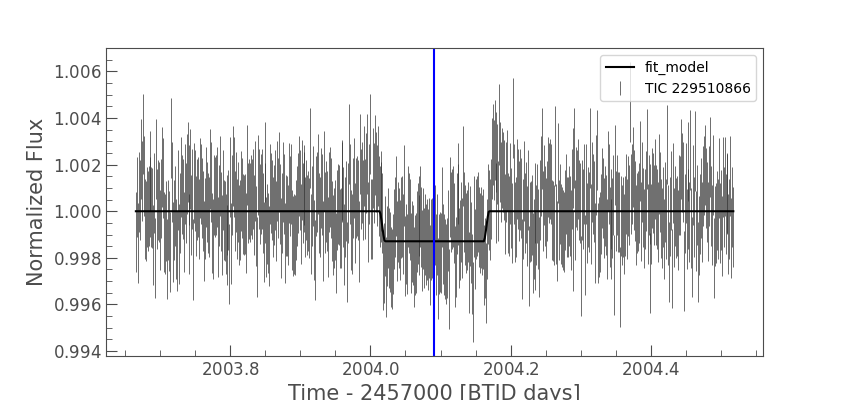 1.006
1.004
1.002
1.000
0.998
0.996
0.994
Normalized Flux
fit_model
TIC 229510866
2003.8
2004.0
2004.2
2004.4
Time - 2457000 [BTJD days]